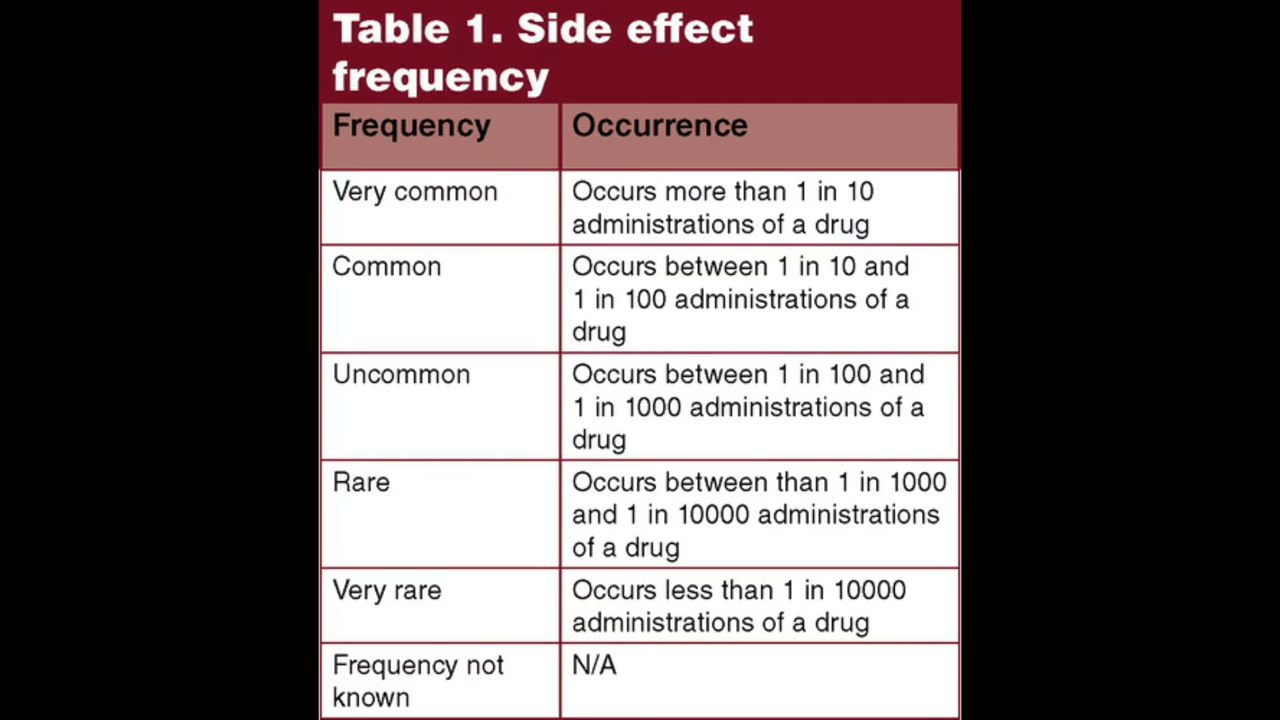 Table 1. Side effect
frequency
Frequency
Occurrence
Very common
Occurs more than 1 in 10
administrations of a drug
Common
Occurs between 1 in 10 and
1 in 100 administrations of a
drug
Uncommon
Occurs between 1 in 100 and
1 in 1000 administrations of a
drug
Rare
Occurs between than 1 in 1000
and 1 in 10000 administrations
of a drug
Very rare
Occurs less than 1 in 10000
administrations of a drug
Frequency not
known
N/A